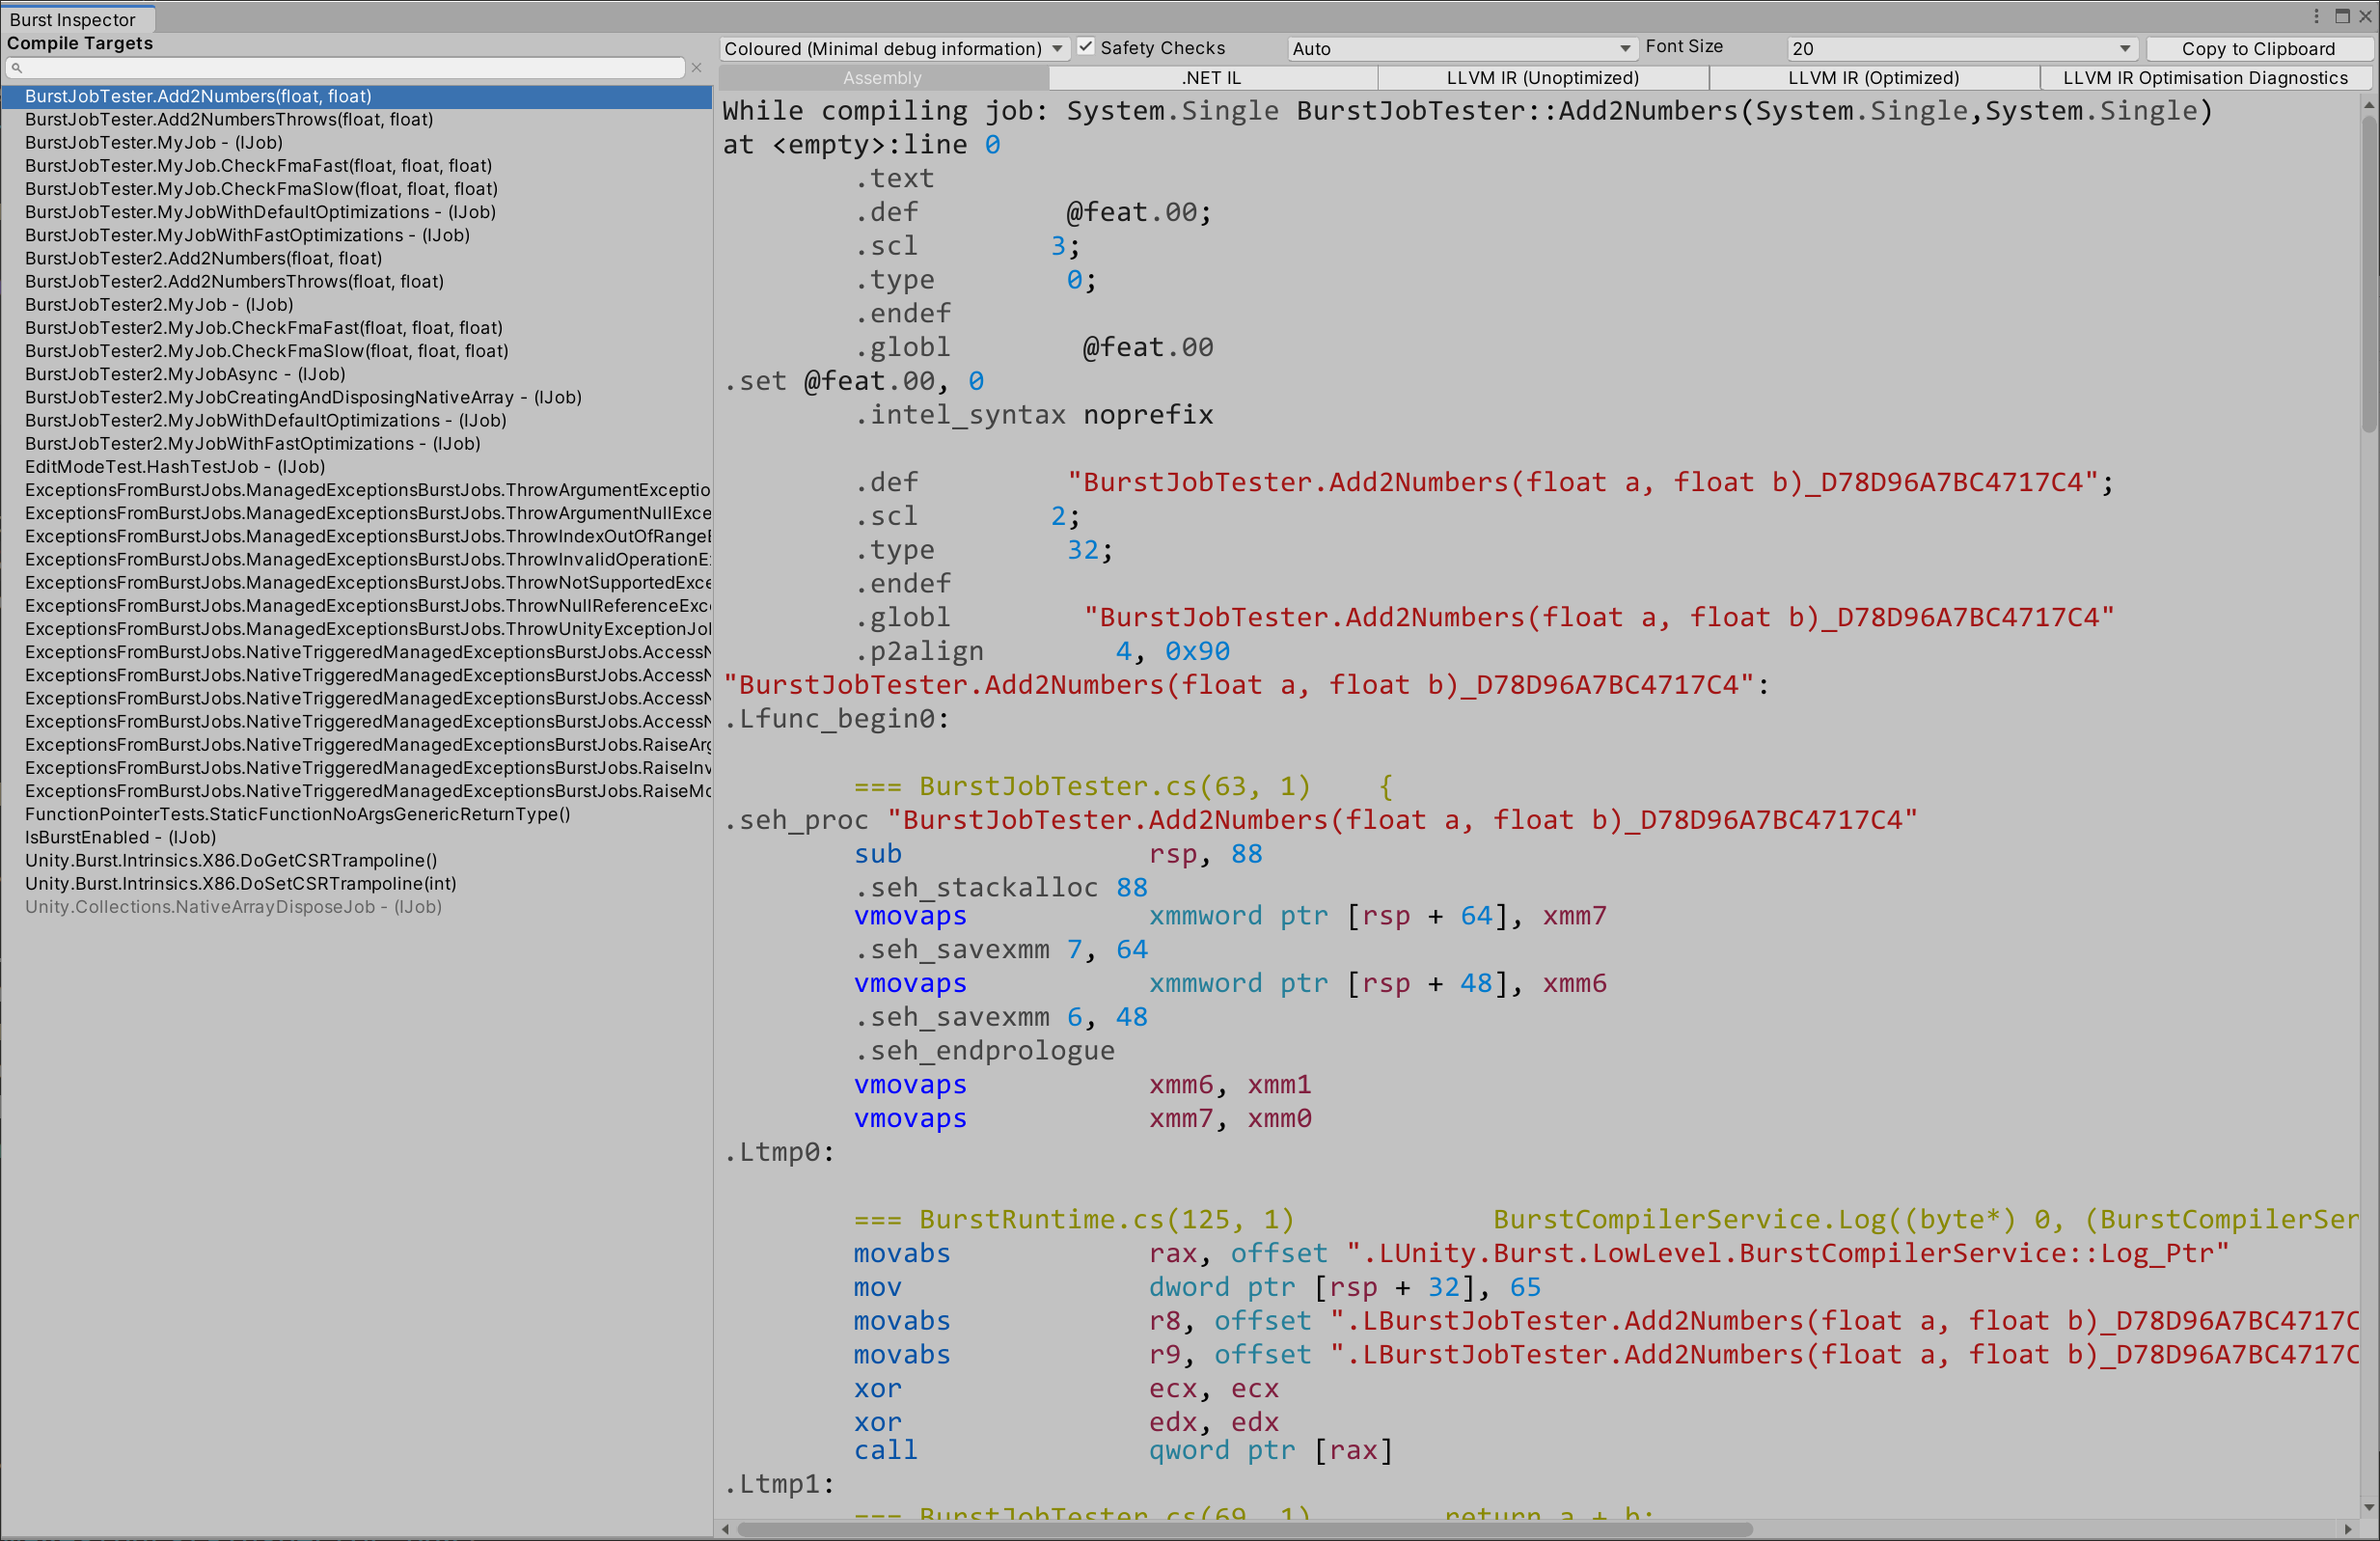 Burst Inspector
Compile Targets
BurstJobTester.Add2Numbers(float, float)
BurstJobTester.Add2NumbersThrows(float, float)
BurstJobTester.MyJob - (IJob)
BurstJobTester.MyJob.CheckFmaFast(float, float, float)
BurstJobTester.MyJob.CheckFmaSlow(float, float, float)
BurstJobTester.MyJobWithDefaultOptimizations - (IJob)
BurstJobTester.MyJobWithFastOptimizations - (IJob)
BurstJobTester2.Add2Numbers(float, float)
BurstJobTester2.Add2NumbersThrows(float, float)
BurstJobTester2.MyJob - (IJob)
BurstJobTester2.MyJob.CheckFmaFast(float, float, float)
BurstJobTester2.MyJob.CheckFmaSlow(float, float, float)
BurstJobTester2.MyJobAsync - (IJob)
BurstJobTester2.MyJobCreatingAndDisposingNativeArray - (IJob)
BurstJobTester2.MyJobWithDefaultOptimizations - (IJob)
BurstJobTester2.MyJobWithFastOptimizations - (IJob)
EditModeTest.HashTestJob - (IJob)
ExceptionsFromBurstJobs.ManagedExceptionsBurstJobs.ThrowArgumentExceptio
ExceptionsFromBurstJobs.ManagedExceptionsBurstJobs.ThrowArgumentNullExce
ExceptionsFromBurstJobs.ManagedExceptionsBurstJobs.ThrowIndexOutOfRangeE
ExceptionsFromBurstJobs.ManagedExceptionsBurstJobs.ThrowInvalidOperationE
ExceptionsFromBurstJobs.ManagedExceptionsBurstJobs.ThrowNotSupportedExce
ExceptionsFromBurstJobs.ManagedExceptionsBurstJobs.ThrowNullReferenceExc
ExceptionsFromBurstJobs.ManagedExceptionsBurstJobs.ThrowUnityExceptionJo
ExceptionsFromBurstJobs.NativeTriggeredManagedExceptionsBurstJobs.AccessN
ExceptionsFromBurstJobs.NativeTriggeredManagedExceptionsBurstJobs.AccessN
ExceptionsFromBurstJobs.NativeTriggeredManagedExceptionsBurstJobs.AccessN
ExceptionsFromBurstJobs.NativeTriggeredManagedExceptionsBurstJobs.AccessN
ExceptionsFromBurstJobs.NativeTriggeredManagedExceptionsBurstJobs.RaiseArg
ExceptionsFromBurstJobs.NativeTriggeredManagedExceptionsBurstJobs.RaiseInv
ExceptionsFromBurstJobs.NativeTriggeredManagedExceptionsBurstJobs.RaiseMo
FunctionPointerTests.StaticFunctionNoArgsGenericReturnType()
IsBurstEnabled - (IJob)
Unity.Burst.Intrinsics.X86.DoGetCSRTrampoline()
Unity.Burst.Intrinsics.X86.DoSetCSRTrampoline(int)
Unity.Collections.NativeArrayDisposeJob - (IJob)
Coloured (Minimal debug information) Safety Checks Auto Font Size 20 Copy to Clipboard
Assembly .NET IL LLVM IR (Unoptimized) LLVM IR (Optimized) LLVM IR Optimisation Diagnostics
While compiling job: System.Single BurstJobTester::Add2Numbers(System.Single,System.Single)
at <empty>:line 0
.text
.def @feat.00;
.scl 3;
.type 0;
.endef
.globl @feat.00
.set @feat.00, 0
.intel_syntax noprefix
.def "BurstJobTester.Add2Numbers(float a, float b)_D78D96A7BC4717C4";
.scl 2;
.type 32;
.endef
.globl "BurstJobTester.Add2Numbers(float a, float b)_D78D96A7BC4717C4"
.p2align 4, 0x90
"BurstJobTester.Add2Numbers(float a, float b)_D78D96A7BC4717C4":
.Lfunc_begin0:
=== BurstJobTester.cs(63, 1) {
.seh_proc "BurstJobTester.Add2Numbers(float a, float b)_D78D96A7BC4717C4"
sub rsp, 88
.seh_stackalloc 88
vmovaps xmmword ptr [rsp + 64], xmm7
.seh_savexmm 7, 64
vmovaps xmmword ptr [rsp + 48], xmm6
.seh_savexmm 6, 48
.seh_endprologue
vmovaps xmm6, xmm1
vmovaps xmm7, xmm0
.Ltmp0:
=== BurstRuntime.cs(125, 1) BurstCompilerService.Log((byte*) 0, (BurstCompilerSer
movabs rax, offset ".LUnity.Burst.LowLevel.BurstCompilerService::Log_Ptr"
mov dword ptr [rsp + 32], 65
movabs r8, offset ".LBurstJobTester.Add2Numbers(float a, float b)_D78D96A7BC4717C
movabs r9, offset ".LBurstJobTester.Add2Numbers(float a, float b)_D78D96A7BC4717C
xor ecx, ecx
xor edx, edx
call qword ptr [rax]
.Ltmp1:
=== BurstJobTester.cs(69, 1) return a + b;